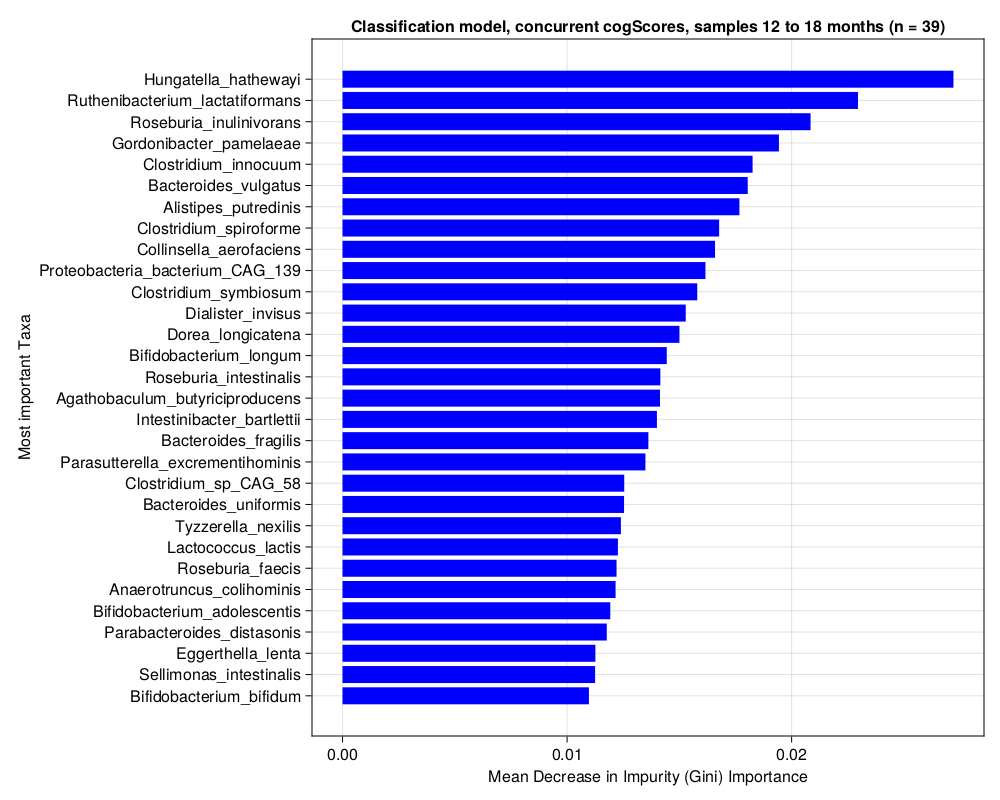 Classification model, concurrent cogScores, samples 12 to 18 months (n = 39)
Most important Taxa
Hungatella_hathewayi
Ruthenibacterium_lactatiformans
Roseburia_inulinivorans
Gordonibacter_pamelaeae
Clostridium_innocuum
Bacteroides_vulgatus
Alistipes_putredinis
Clostridium_spiroforme
Collinsella_aerofaciens
Proteobacteria_bacterium_CAG_139
Clostridium_symbiosum
Dialister_invisus
Dorea_longicatena
Bifidobacterium_longum
Roseburia_intestinalis
Agathobaculum_butyriciproducens
Intestinibacter_bartlettii
Bacteroides_fragilis
Parasutterella_excrementihominis
Clostridium_sp_CAG_58
Bacteroides_uniformis
Tyzzerella_nexilis
Lactococcus_lactis
Roseburia_faecis
Anaerotruncus_colihominis
Bifidobacterium_adolescentis
Parabacteroides_distasonis
Eggerthella_lenta
Sellimonas_intestinalis
Bifidobacterium_bifidum
0.00 0.01 0.02
Mean Decrease in Impurity (Gini) Importance